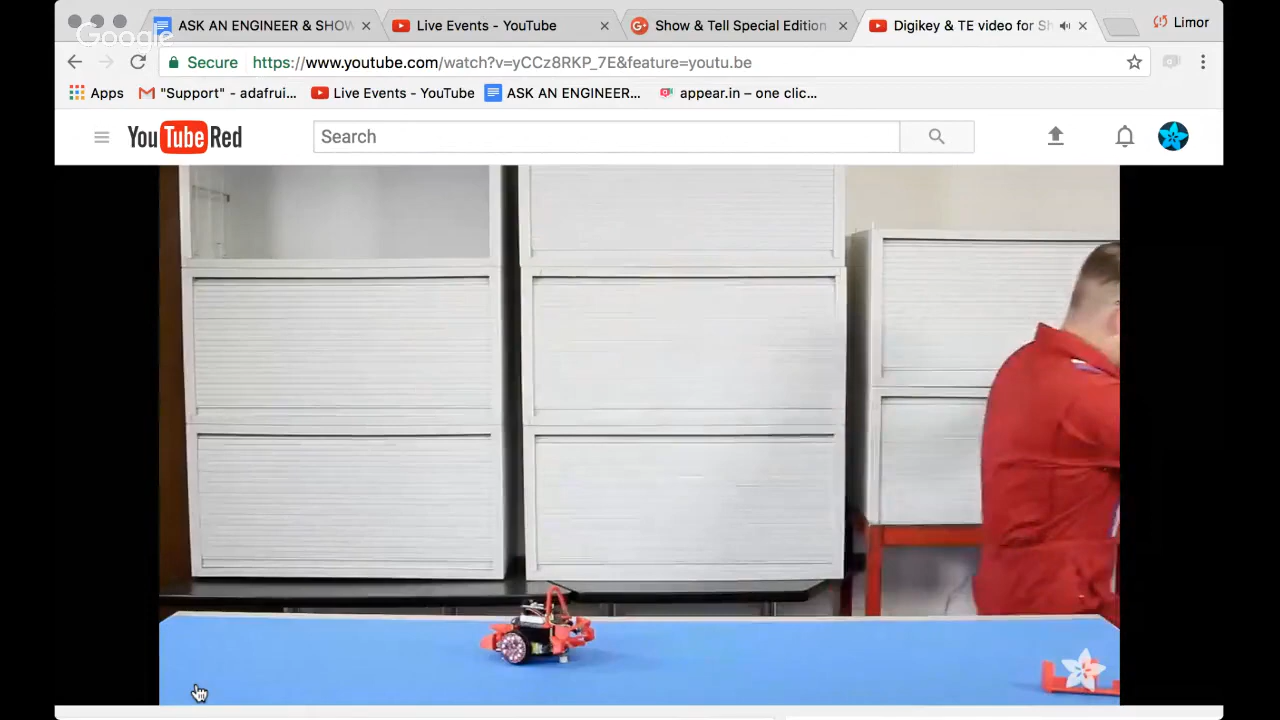 Google
ASK AN ENGINEER & SHOW
Live Events - YouTube
Show & Tell Special Edition
Digikey & TE video for Sh
Limor
Secure https://www.youtube.com/watch?v=yCCz8RKP_7E&feature=youtu.be
Apps "Support" - adafrui... Live Events - YouTube ASK AN ENGINEER... appear.in – one clic...
YouTube Red Search